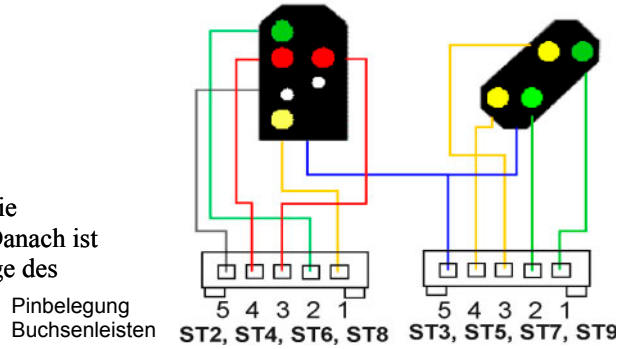 ie
Danach ist
ge des
Pinbelegung
Buchsenleisten
5 4 3 2 1
ST2, ST4, ST6, ST8
5 4 3 2 1
ST3, ST5, ST7, ST9